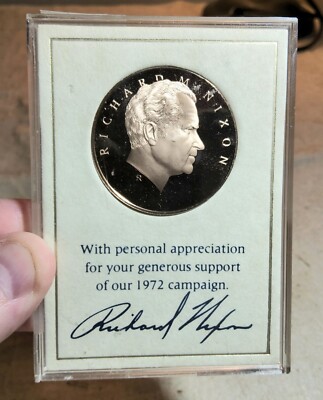 RICHARD M. NIXON
R
With personal appreciation
for your generous support
of our 1972 campaign.
Richard Nixon